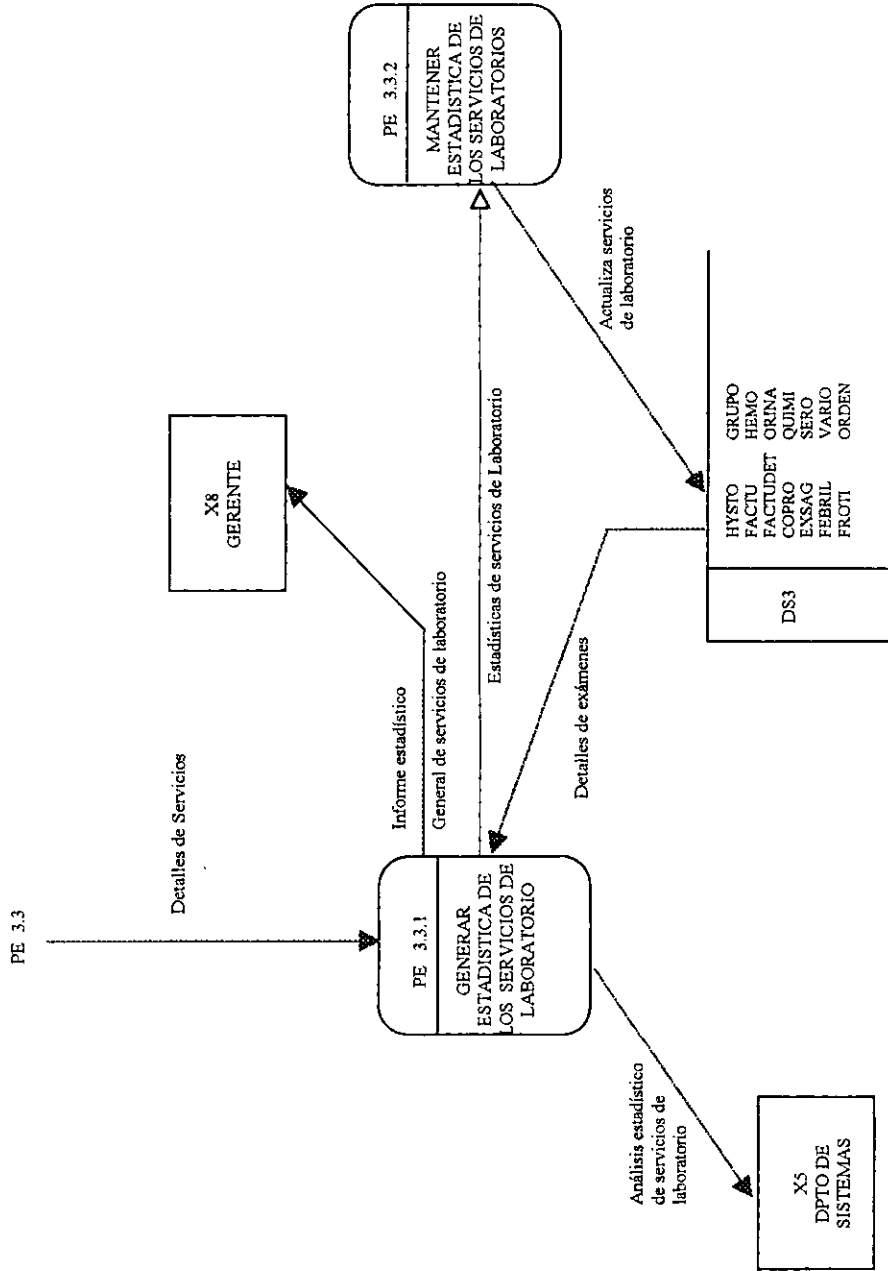 PE 3.3
Detalles de Servicios
X8
GERENTE
Informe estadístico
General de servicios de laboratorio
PE 3.3.1
GENERAR
ESTADISTICA DE
LOS SERVICIOS DE
LABORATORIO
Estadísticas de servicios de Laboratorio
PE 3.3.2
MANTENER
ESTADISTICA DE
LOS SERVICIOS DE
LABORATORIOS
Detalles de exámenes
Actualiza servicios
de laboratorio
Análisis estadístico
de servicios de
laboratorio
X5
DPTO DE
SISTEMAS
DS3
HYSTO GRUPO
FACTU HEMO
FACTUDET ORINA
COPRO QUIMI
EXSAG SERO
FEBRIL VARIO
FROTI ORDEN